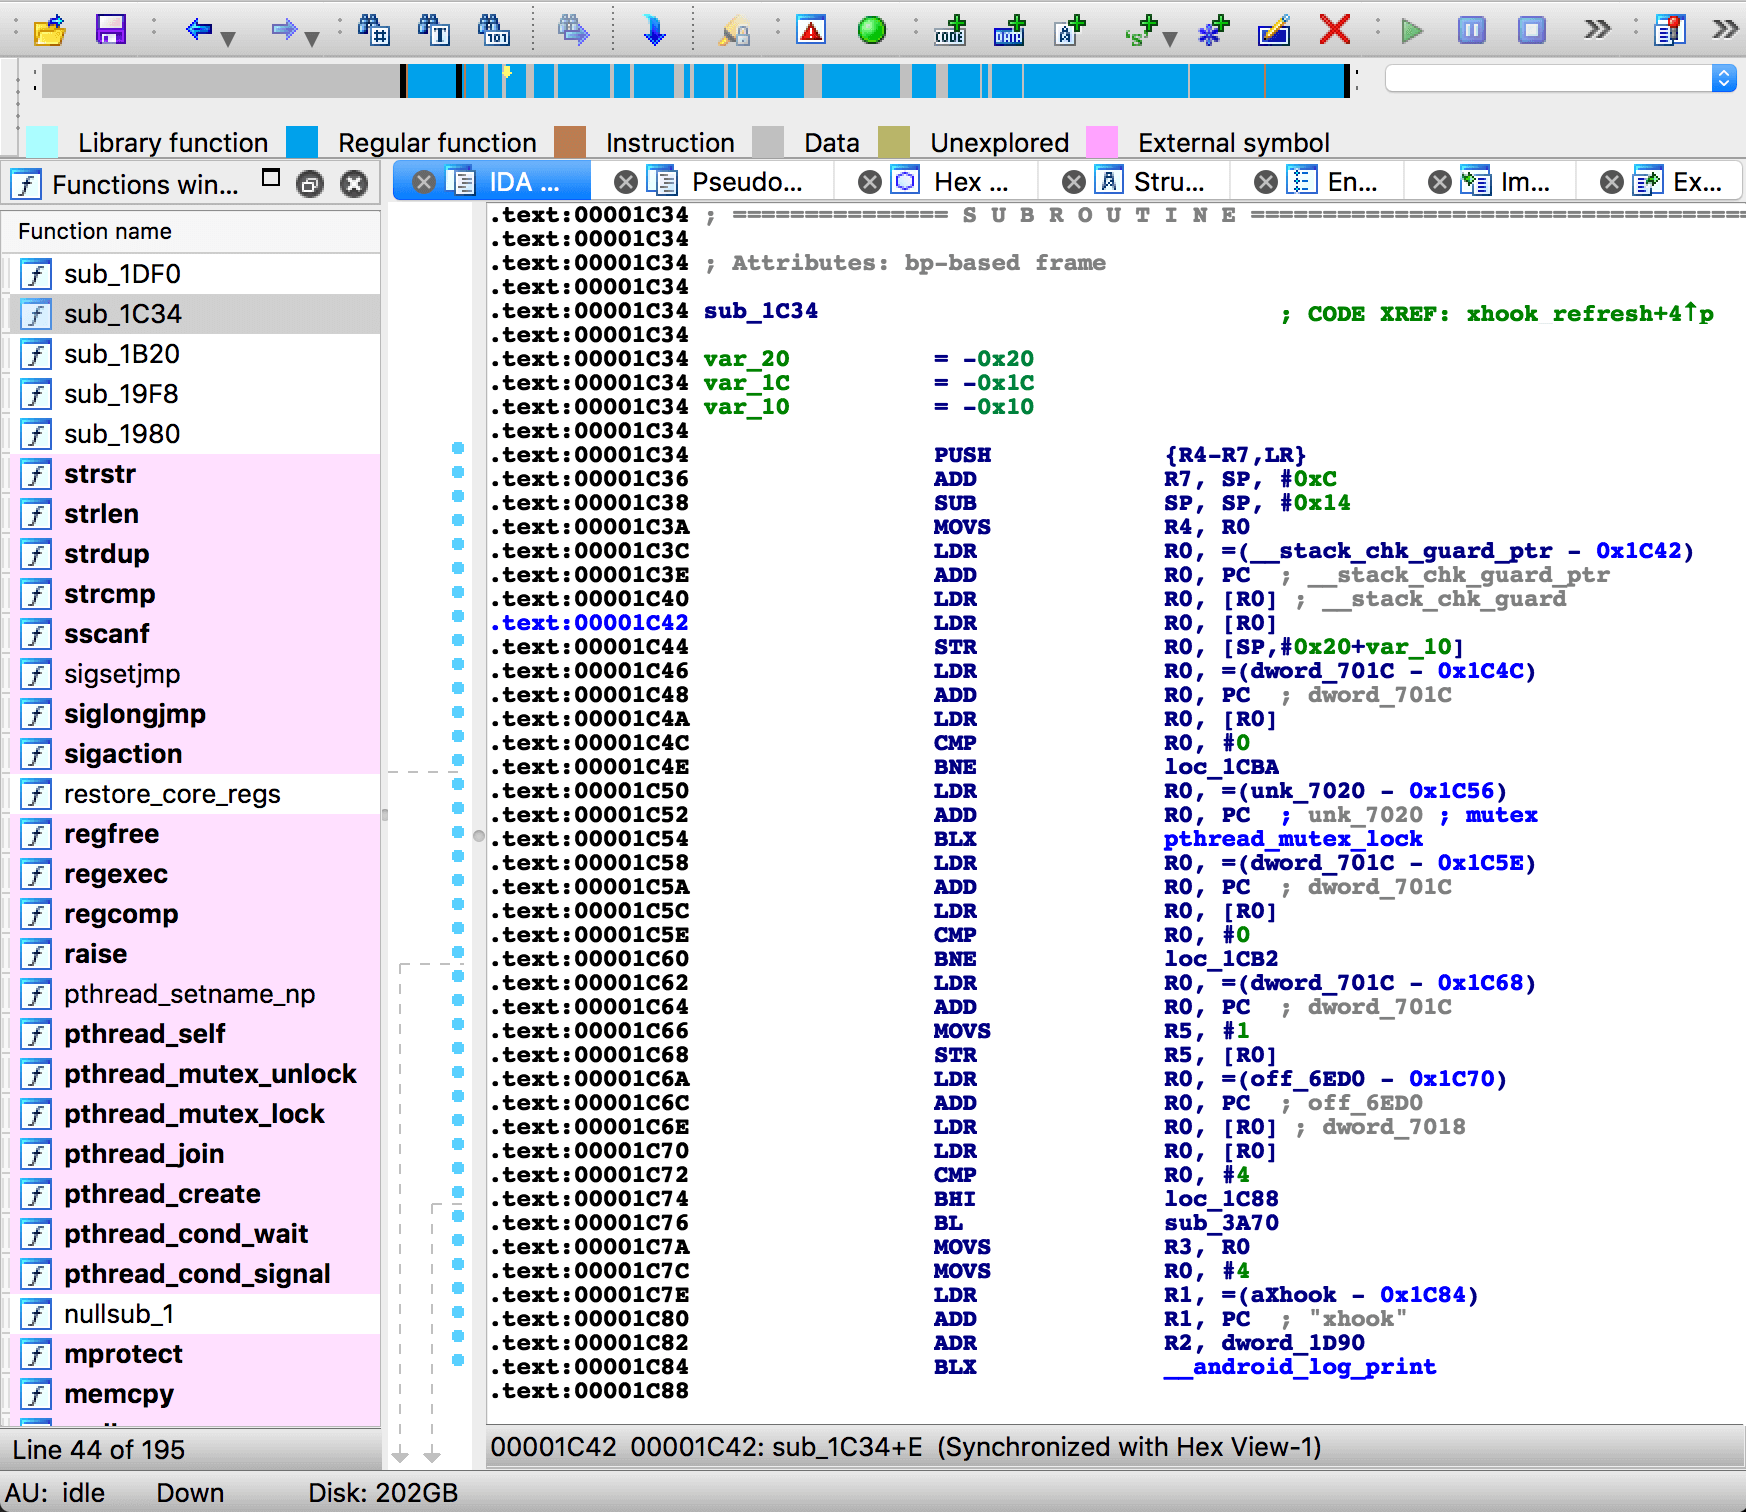 Library function Regular function Instruction Data Unexplored External symbol
Functions win... IDA ... Pseudo... Hex ... Stru... En... Im... Ex...
Function name
sub_1DF0
sub_1C34
sub_1B20
sub_19F8
sub_1980
strstr
strlen
strdup
strcmp
sscanf
sigsetjmp
siglongjmp
sigaction
restore_core_regs
regfree
regexec
regcomp
raise
pthread_setname_np
pthread_self
pthread_mutex_unlock
pthread_mutex_lock
pthread_join
pthread_create
pthread_cond_wait
pthread_cond_signal
nullsub_1
mprotect
memcpy
Line 44 of 195
.text:00001C34 ; =============== S U B R O U T I N E ===================================
.text:00001C34
.text:00001C34 ; Attributes: bp-based frame
.text:00001C34
.text:00001C34 sub_1C34 ; CODE XREF: xhook_refresh+4↑p
.text:00001C34
.text:00001C34 var_20 = -0x20
.text:00001C34 var_1C = -0x1C
.text:00001C34 var_10 = -0x10
.text:00001C34
.text:00001C34 PUSH {R4-R7,LR}
.text:00001C36 ADD R7, SP, #0xC
.text:00001C38 SUB SP, SP, #0x14
.text:00001C3A MOVS R4, R0
.text:00001C3C LDR R0, =(__stack_chk_guard_ptr - 0x1C42)
.text:00001C3E ADD R0, PC ; __stack_chk_guard_ptr
.text:00001C40 LDR R0, [R0] ; __stack_chk_guard
.text:00001C42 LDR R0, [R0]
.text:00001C44 STR R0, [SP,#0x20+var_10]
.text:00001C46 LDR R0, =(dword_701C - 0x1C4C)
.text:00001C48 ADD R0, PC ; dword_701C
.text:00001C4A LDR R0, [R0]
.text:00001C4C CMP R0, #0
.text:00001C4E BNE loc_1CBA
.text:00001C50 LDR R0, =(unk_7020 - 0x1C56)
.text:00001C52 ADD R0, PC ; unk_7020 ; mutex
.text:00001C54 BLX pthread_mutex_lock
.text:00001C58 LDR R0, =(dword_701C - 0x1C5E)
.text:00001C5A ADD R0, PC ; dword_701C
.text:00001C5C LDR R0, [R0]
.text:00001C5E CMP R0, #0
.text:00001C60 BNE loc_1CB2
.text:00001C62 LDR R0, =(dword_701C - 0x1C68)
.text:00001C64 ADD R0, PC ; dword_701C
.text:00001C66 MOVS R5, #1
.text:00001C68 STR R5, [R0]
.text:00001C6A LDR R0, =(off_6ED0 - 0x1C70)
.text:00001C6C ADD R0, PC ; off_6ED0
.text:00001C6E LDR R0, [R0] ; dword_7018
.text:00001C70 LDR R0, [R0]
.text:00001C72 CMP R0, #4
.text:00001C74 BHI loc_1C88
.text:00001C76 BL sub_3A70
.text:00001C7A MOVS R3, R0
.text:00001C7C MOVS R0, #4
.text:00001C7E LDR R1, =(aXhook - 0x1C84)
.text:00001C80 ADD R1, PC ; "xhook"
.text:00001C82 ADR R2, dword_1D90
.text:00001C84 BLX __android_log_print
.text:00001C88
00001C42 00001C42: sub_1C34+E (Synchronized with Hex View-1)
AU: idle Down Disk: 202GB